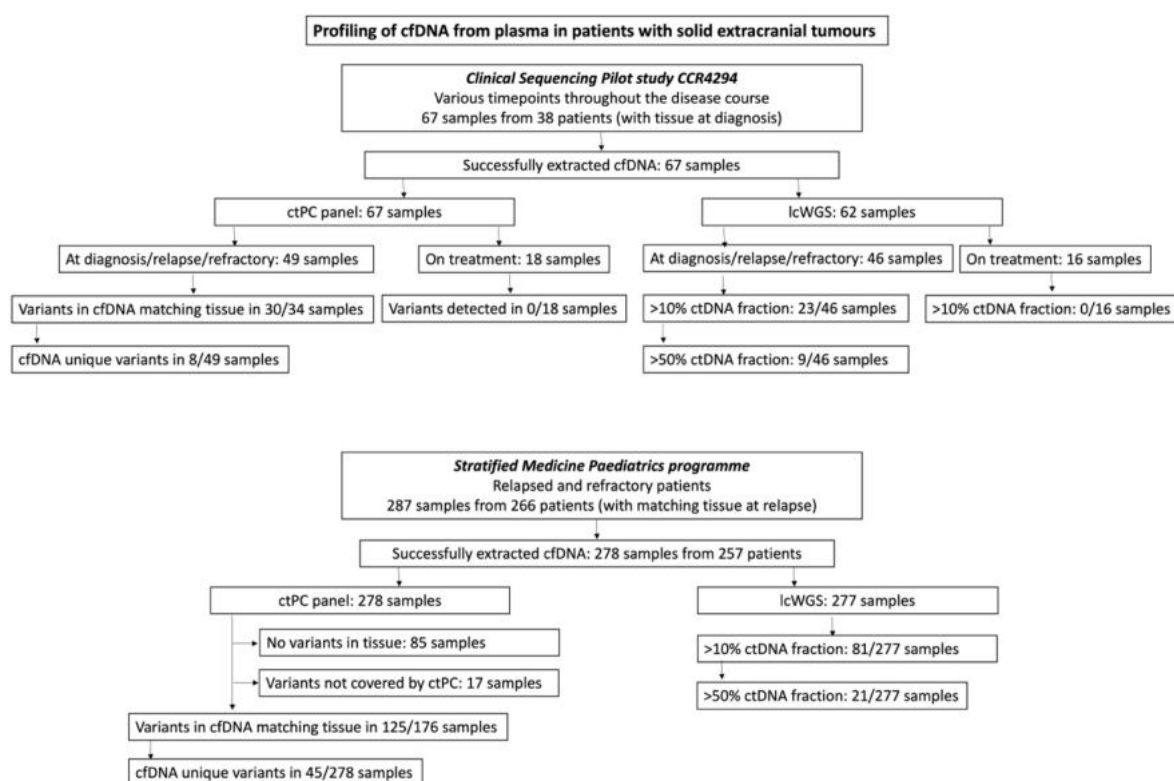 Profiling of cfDNA from plasma in patients with solid extracranial tumours
Clinical Sequencing Pilot study CCR4294
Various timepoints throughout the disease course
67 samples from 38 patients (with tissue at diagnosis)
Successfully extracted cfDNA: 67 samples
ctPC panel: 67 samples
lcWGS: 62 samples
At diagnosis/relapse/refractory: 49 samples
On treatment: 18 samples
At diagnosis/relapse/refractory: 46 samples
On treatment: 16 samples
Variants in cfDNA matching tissue in 30/34 samples
Variants detected in 0/18 samples
>10% ctDNA fraction: 23/46 samples
>10% ctDNA fraction: 0/16 samples
cfDNA unique variants in 8/49 samples
>50% ctDNA fraction: 9/46 samples
Stratified Medicine Paediatrics programme
Relapsed and refractory patients
287 samples from 266 patients (with matching tissue at relapse)
Successfully extracted cfDNA: 278 samples from 257 patients
ctPC panel: 278 samples
lcWGS: 277 samples
No variants in tissue: 85 samples
>10% ctDNA fraction: 81/277 samples
Variants not covered by ctPC: 17 samples
>50% ctDNA fraction: 21/277 samples
Variants in cfDNA matching tissue in 125/176 samples
cfDNA unique variants in 45/278 samples